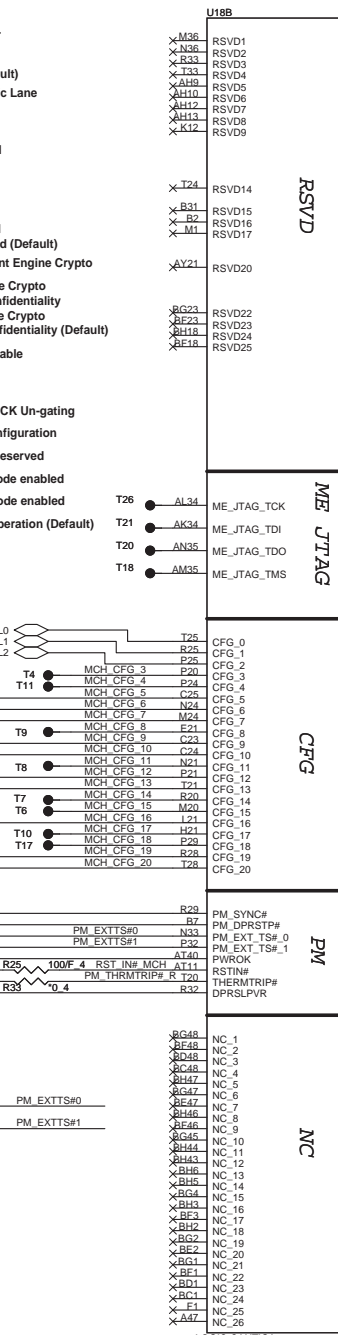 U18B
ult)
c Lane
d (Default)
nt Engine Crypto
e Crypto
nfidentiality
e Crypto
fidentiality (Default)
able
CK Un-gating
nfiguration
eserved
ode enabled
ode enabled
peration (Default)
M36 RSVD1
N36 RSVD2
R33 RSVD3
T33 RSVD4
AH9 RSVD5
AH10 RSVD6
AH12 RSVD7
AH13 RSVD8
K12 RSVD9
T24 RSVD14
B31 RSVD15
B2 RSVD16
M1 RSVD17
AY21 RSVD20
BG23 RSVD22
BF23 RSVD23
BH18 RSVD24
BF18 RSVD25
RSVD
T26 AL34 ME_JTAG_TCK
T21 AK34 ME_JTAG_TDI
T20 AN35 ME_JTAG_TDO
T18 AM35 ME_JTAG_TMS
ME JTAG
L0 T25 CFG_0
L1 R25 CFG_1
L2 P25 CFG_2
T4 MCH_CFG_3 P20 CFG_3
T11 MCH_CFG_4 P24 CFG_4
MCH_CFG_5 C25 CFG_5
MCH_CFG_6 N24 CFG_6
MCH_CFG_7 M24 CFG_7
T9 MCH_CFG_8 E21 CFG_8
MCH_CFG_9 C23 CFG_9
MCH_CFG_10 C24 CFG_10
T8 MCH_CFG_11 N21 CFG_11
MCH_CFG_12 P21 CFG_12
MCH_CFG_13 T21 CFG_13
T7 MCH_CFG_14 R20 CFG_14
T6 MCH_CFG_15 M20 CFG_15
MCH_CFG_16 L21 CFG_16
T10 MCH_CFG_17 H21 CFG_17
T17 MCH_CFG_18 P29 CFG_18
MCH_CFG_19 R28 CFG_19
MCH_CFG_20 T28 CFG_20
CFG
R29 PM_SYNC#
B7 PM_DPRSTP#
PM_EXTTS#0 N33 PM_EXT_TS#_0
PM_EXTTS#1 P32 PM_EXT_TS#_1
AT40 PWROK
R25 100/F_4 RST_IN#_MCH AT11 RSTIN#
PM_THRMTRIP#_R T20 THERMTRIP#
R33 *0_4 R32 DPRSLPVR
PM
PM_EXTTS#0
PM_EXTTS#1
BG48 NC_1
BF48 NC_2
BD48 NC_3
BC48 NC_4
BH47 NC_5
BG47 NC_6
BE47 NC_7
BH46 NC_8
BF46 NC_9
BG45 NC_10
BH44 NC_11
BH43 NC_12
BH6 NC_13
BH5 NC_14
BG4 NC_15
BH3 NC_16
BF3 NC_17
BH2 NC_18
BG2 NC_19
BE2 NC_20
BG1 NC_21
BF1 NC_22
BD1 NC_23
BC1 NC_24
F1 NC_25
A47 NC_26
NC